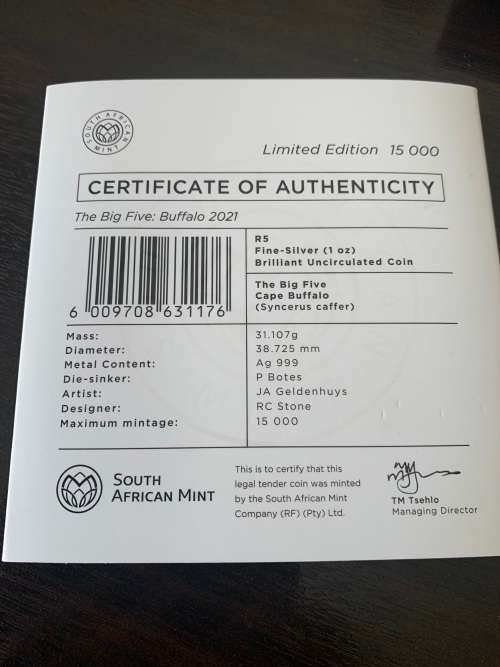 SOUTH AFRICAN MINT
Limited Edition 15 000
CERTIFICATE OF AUTHENTICITY
The Big Five: Buffalo 2021
R5
Fine-Silver (1 oz)
Brilliant Uncirculated Coin
The Big Five
Cape Buffalo
(Syncerus caffer)
6 009708 631176
Mass: 31.107g
Diameter: 38.725 mm
Metal Content: Ag 999
Die-sinker: P Botes
Artist: JA Geldenhuys
Designer: RC Stone
Maximum mintage: 15 000
SOUTH
AFRICAN MINT
This is to certify that this
legal tender coin was minted
by the South African Mint
Company (RF) (Pty) Ltd.
TM Tsehlo
Managing Director